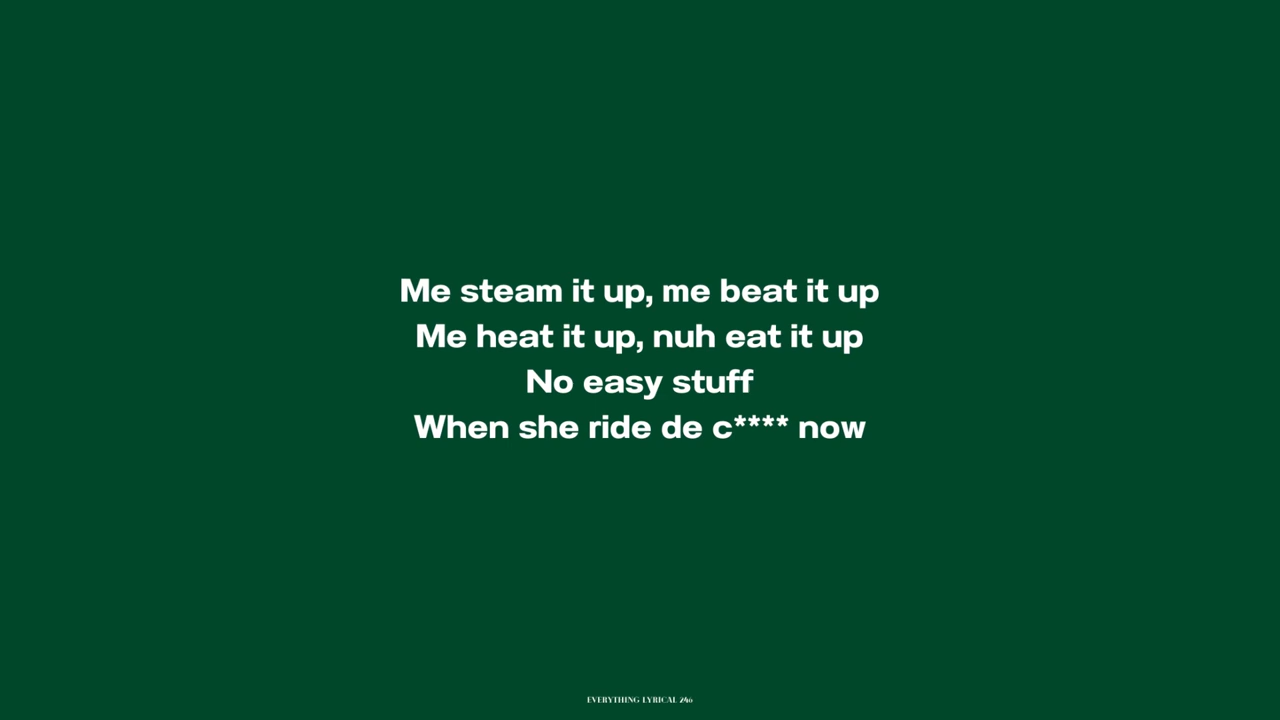 Me steam it up, me beat it up
Me heat it up, nuh eat it up
No easy stuff
When she ride de c**** now
EVERYTHING LYRICAL 246